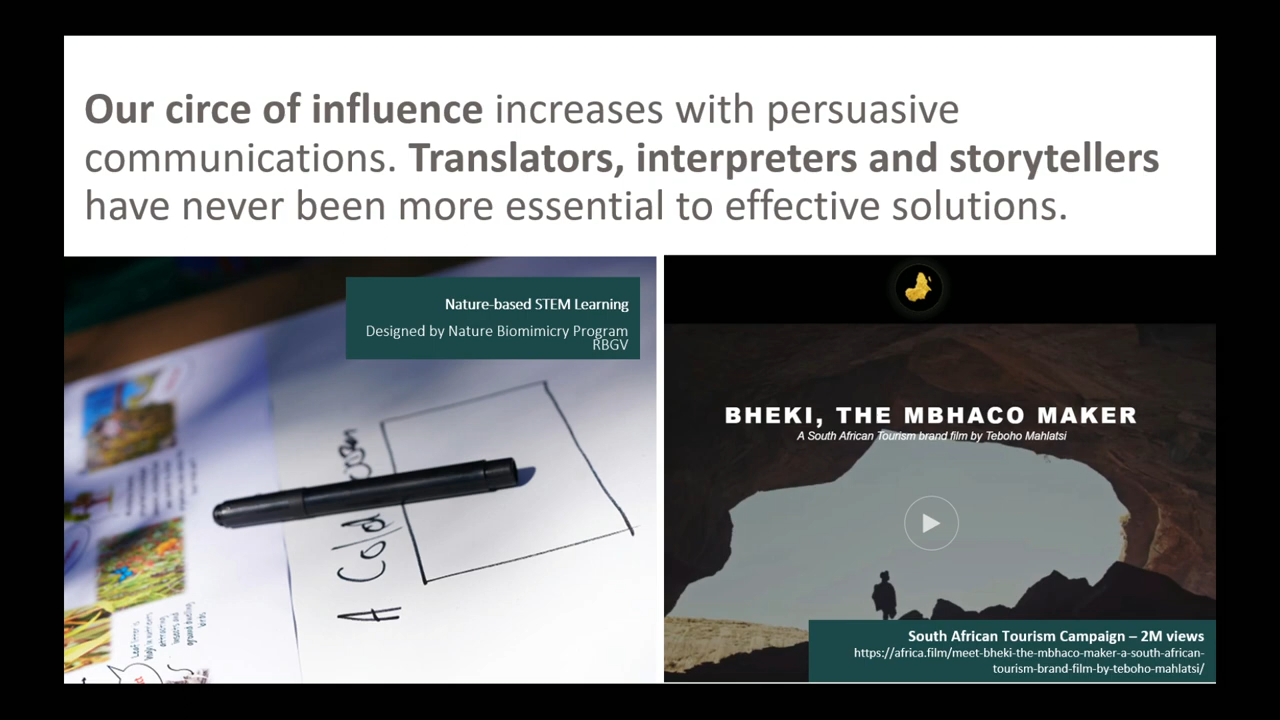 Our circe of influence increases with persuasive
communications. Translators, interpreters and storytellers
have never been more essential to effective solutions.
Nature-based STEM Learning
Designed by Nature Biomimicry Program
RBGV
A Cold
BHEKI, THE MBHACO MAKER
A South African Tourism brand film by Teboho Mahlatsi
South African Tourism Campaign – 2M views
https://africa.film/meet-bheki-the-mbhaco-maker-a-south-african-
tourism-brand-film-by-teboho-mahlatsi/